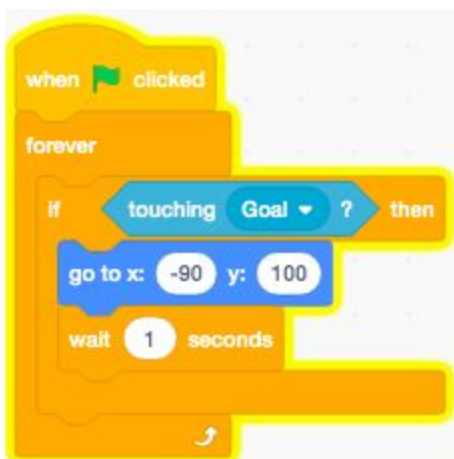 when clicked
forever
if touching Goal ? then
go to x: -90 y: 100
wait 1 seconds